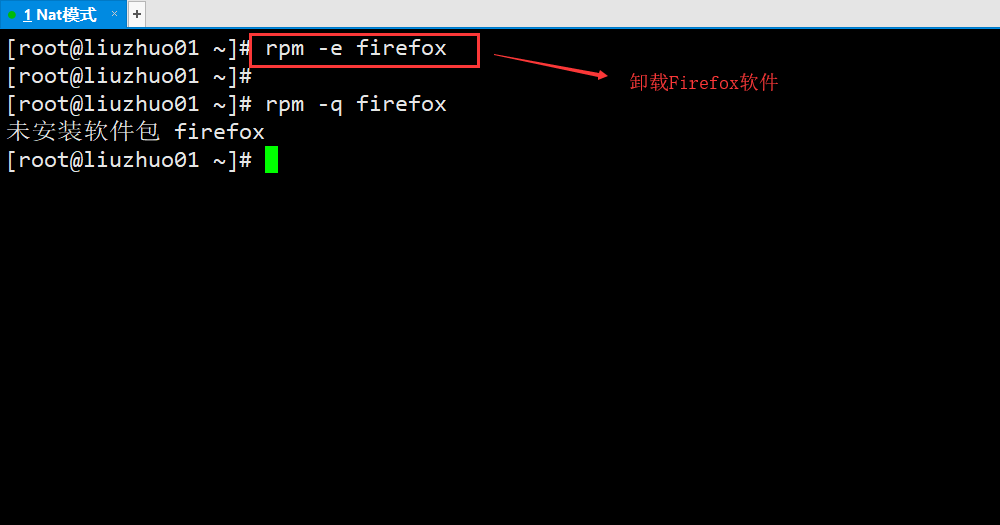 1 Nat模式 × +
[root@liuzhuo01 ~]# rpm -e firefox
[root@liuzhuo01 ~]#
卸载Firefox软件
[root@liuzhuo01 ~]# rpm -q firefox
未安装软件包 firefox
[root@liuzhuo01 ~]#